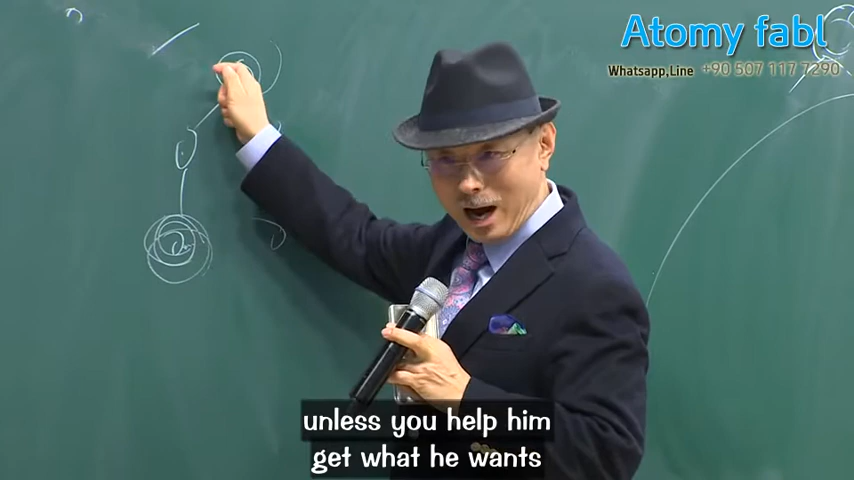 Atomy fabl
Whatsapp,Line +90 507 117 7290
unless you help him
get what he wants